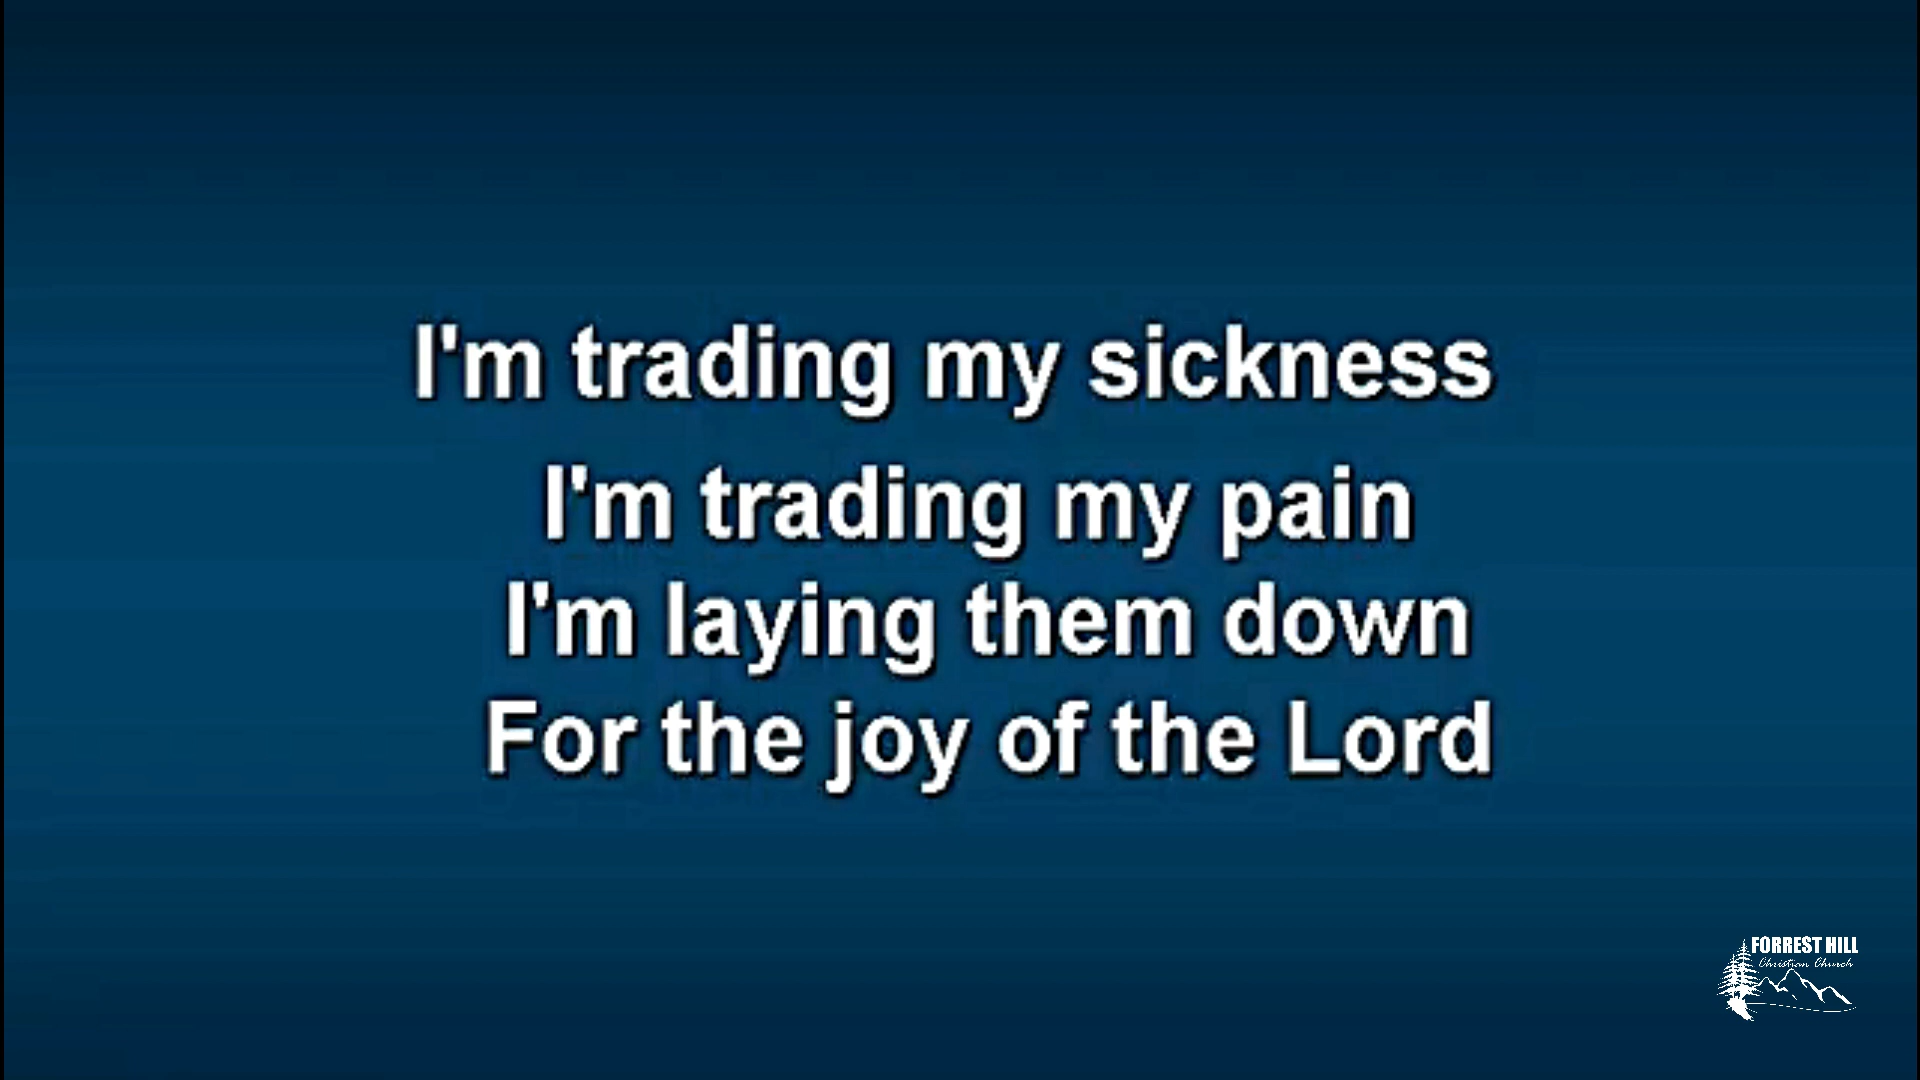 I'm trading my sickness
I'm trading my pain
I'm laying them down
For the joy of the Lord
FORREST HILL
Christian Church